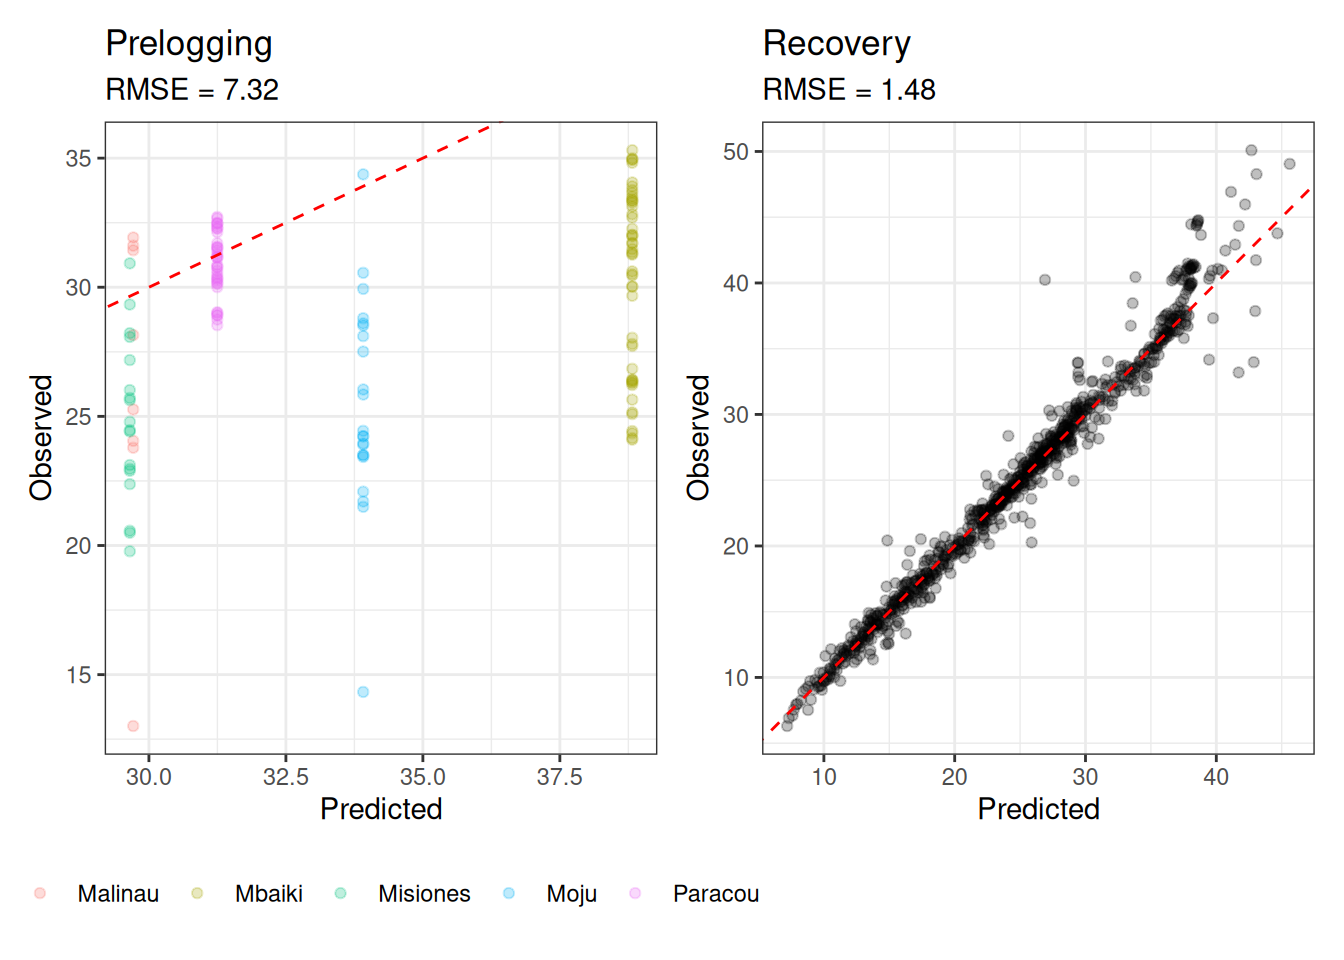 Prelogging
RMSE = 7.32
35
30
25
20
15
Observed
30.0 32.5 35.0 37.5
Predicted
Recovery
RMSE = 1.48
50
40
30
20
10
Observed
10 20 30 40
Predicted
Malinau Mbaiki Misiones Moju Paracou